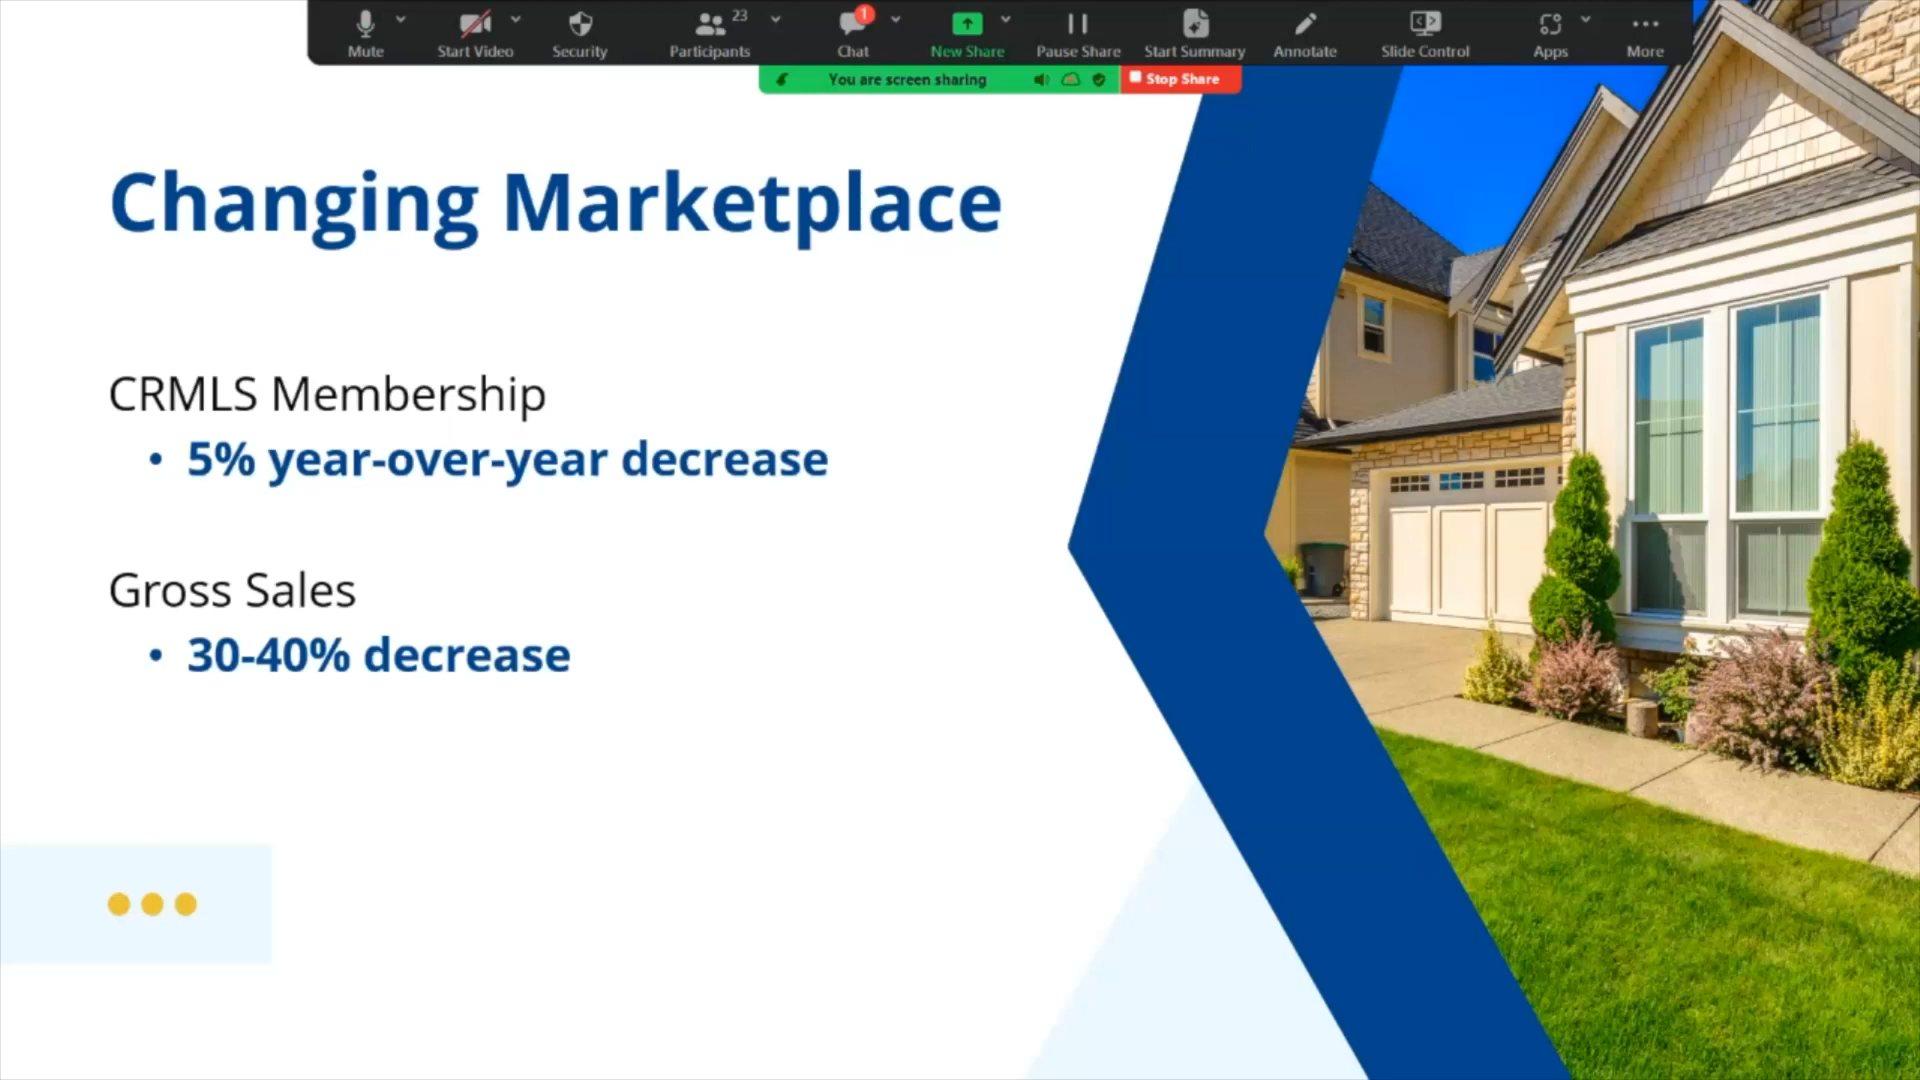 23
1
Mute
Start Video
Security
Participants
Chat
New Share
Pause Share
Start Summary
Annotate
Slide Control
Apps
More
You are screen sharing
Stop Share
Changing Marketplace
CRMLS Membership
• 5% year-over-year decrease
Gross Sales
• 30-40% decrease